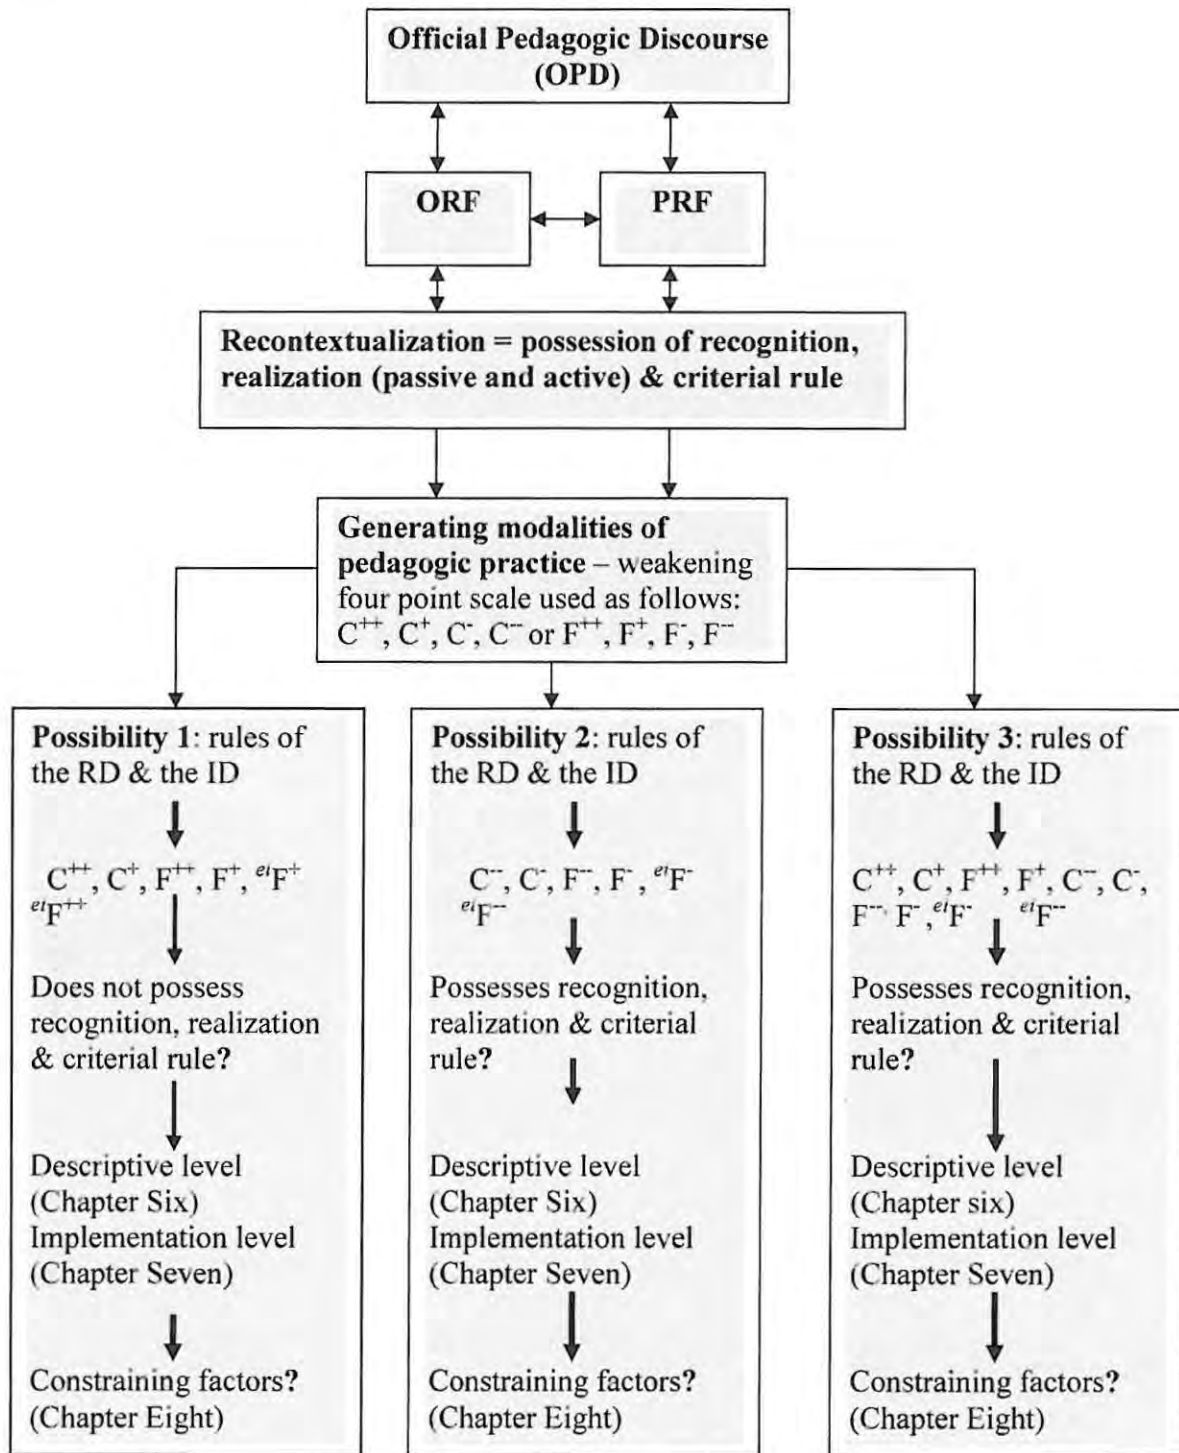 Official Pedagogic Discourse
(OPD)
ORF
PRF
Recontextualization = possession of recognition,
realization (passive and active) & criterial rule
Generating modalities of
pedagogic practice – weakening
four point scale used as follows:
C⁺⁺, C⁺, C⁻, C⁻⁻ or F⁺⁺, F⁺, F⁻, F⁻⁻
Possibility 1: rules of
the RD & the ID
C⁺⁺, C⁺, F⁺⁺, F⁺, ᵉⁱF⁺
ᵉⁱF⁺⁺
Does not possess
recognition, realization
& criterial rule?
Descriptive level
(Chapter Six)
Implementation level
(Chapter Seven)
Constraining factors?
(Chapter Eight)
Possibility 2: rules of
the RD & the ID
C⁻⁻, C⁻, F⁻⁻, F⁻, ᵉⁱF⁻
ᵉⁱF⁻⁻
Possesses recognition,
realization & criterial
rule?
Descriptive level
(Chapter Six)
Implementation level
(Chapter Seven)
Constraining factors?
(Chapter Eight)
Possibility 3: rules of
the RD & the ID
C⁺⁺, C⁺, F⁺⁺, F⁺, C⁻⁻, C⁻,
F⁻⁻, F⁻, ᵉⁱF⁻ ᵉⁱF⁻⁻
Possesses recognition,
realization & criterial
rule?
Descriptive level
(Chapter six)
Implementation level
(Chapter Seven)
Constraining factors?
(Chapter Eight)